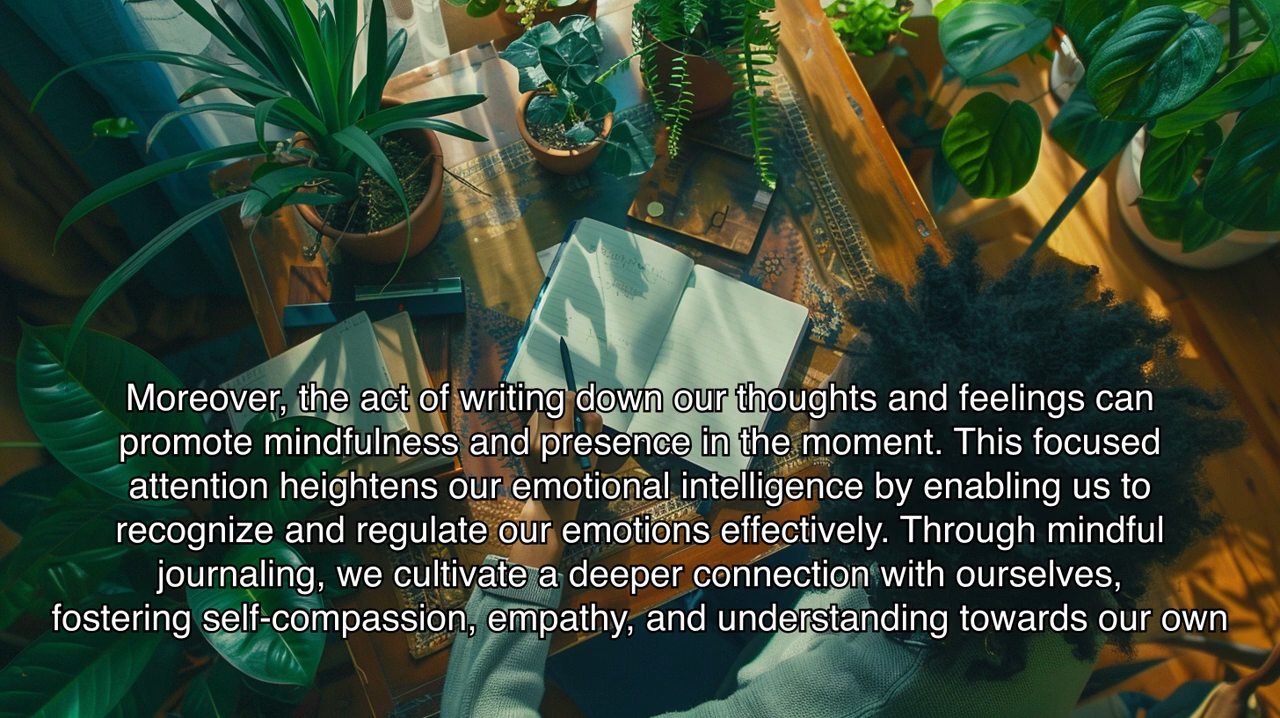 Moreover, the act of writing down our thoughts and feelings can
promote mindfulness and presence in the moment. This focused
attention heightens our emotional intelligence by enabling us to
recognize and regulate our emotions effectively. Through mindful
journaling, we cultivate a deeper connection with ourselves,
fostering self-compassion, empathy, and understanding towards our own